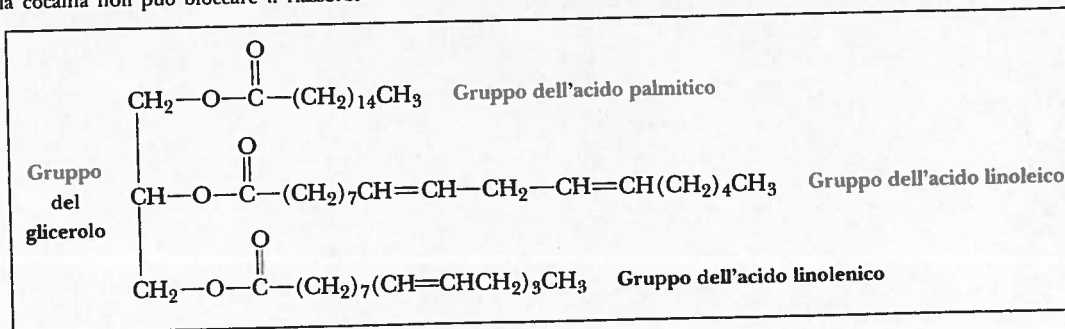 la cocaina non può bloccare il
O
CH₂—O—C—(CH₂)₁₄CH₃ Gruppo dell'acido palmitico
O
Gruppo
del
glicerolo
CH—O—C—(CH₂)₇CH=CH—CH₂—CH=CH(CH₂)₄CH₃ Gruppo dell'acido linoleico
O
CH₂—O—C—(CH₂)₇(CH=CHCH₂)₃CH₃ Gruppo dell'acido linolenico